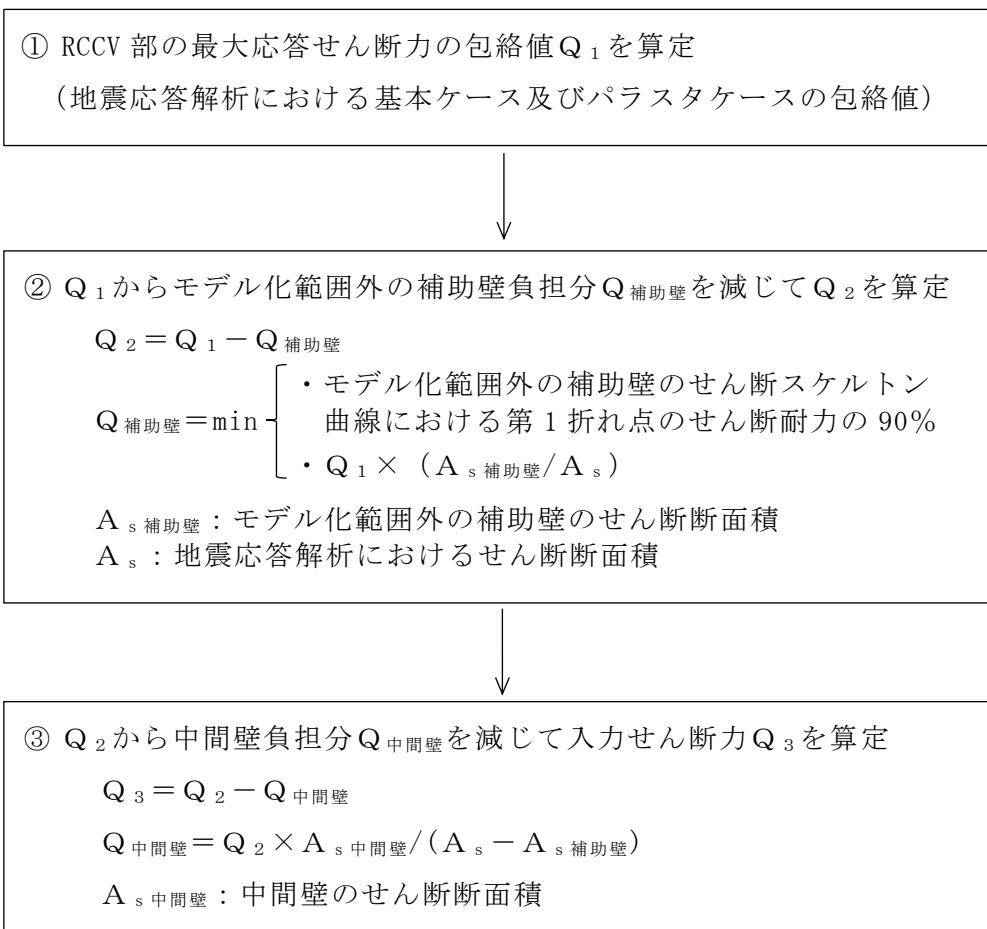 ① RCCV 部の最大応答せん断力の包絡値Q₁を算定
（地震応答解析における基本ケース及びパラスタケースの包絡値）
② Q₁からモデル化範囲外の補助壁負担分Q補助壁を減じてQ₂を算定
Q₂＝Q₁－Q補助壁
Q補助壁＝min
・モデル化範囲外の補助壁のせん断スケルトン
曲線における第1折れ点のせん断耐力の 90％
・Q₁×（Aₛ補助壁/Aₛ）
Aₛ補助壁：モデル化範囲外の補助壁のせん断断面積
Aₛ：地震応答解析におけるせん断断面積
③ Q₂から中間壁負担分Q中間壁を減じて入力せん断力Q₃を算定
Q₃＝Q₂－Q中間壁
Q中間壁＝Q₂×Aₛ中間壁/(Aₛ－Aₛ補助壁)
Aₛ中間壁：中間壁のせん断断面積